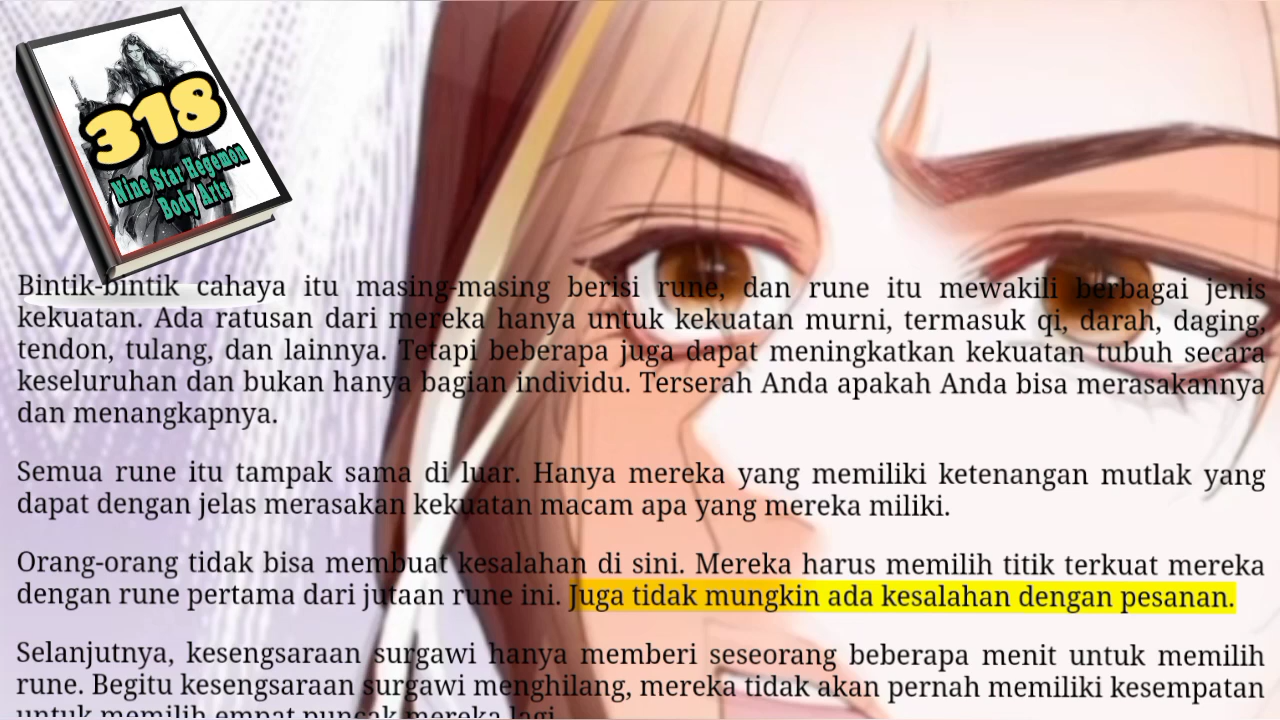 318
Nine Star Hegemon
Body Arts
Bintik-bintik cahaya itu masing-masing berisi rune, dan rune itu mewakili berbagai jenis
kekuatan. Ada ratusan dari mereka hanya untuk kekuatan murni, termasuk qi, darah, daging,
tendon, tulang, dan lainnya. Tetapi beberapa juga dapat meningkatkan kekuatan tubuh secara
keseluruhan dan bukan hanya bagian individu. Terserah Anda apakah Anda bisa merasakannya
dan menangkapnya.
Semua rune itu tampak sama di luar. Hanya mereka yang memiliki ketenangan mutlak yang
dapat dengan jelas merasakan kekuatan macam apa yang mereka miliki.
Orang-orang tidak bisa membuat kesalahan di sini. Mereka harus memilih titik terkuat mereka
dengan rune pertama dari jutaan rune ini. Juga tidak mungkin ada kesalahan dengan pesanan.
Selanjutnya, kesengsaraan surgawi hanya memberi seseorang beberapa menit untuk memilih
rune. Begitu kesengsaraan surgawi menghilang, mereka tidak akan pernah memiliki kesempatan
untuk memilih empat puncak mereka lagi.